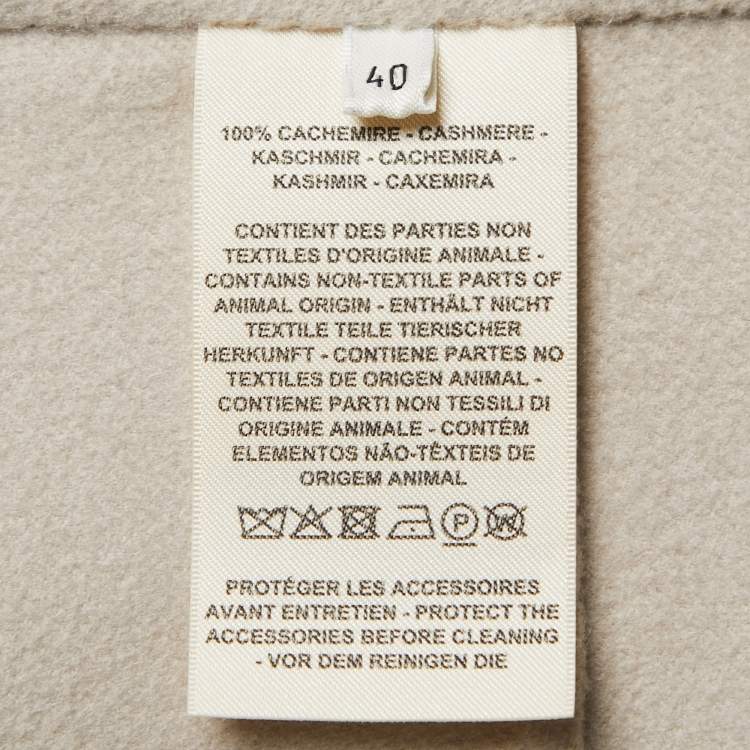 40
100% CACHEMIRE - CASHMERE -
KASCHMIR - CACHEMIRA -
KASHMIR - CAXEMIRA
CONTIENT DES PARTIES NON
TEXTILES D'ORIGINE ANIMALE -
CONTAINS NON-TEXTILE PARTS OF
ANIMAL ORIGIN - ENTHÄLT NICHT
TEXTILE TEILE TIERISCHER
HERKUNFT - CONTIENE PARTES NO
TEXTILES DE ORIGEN ANIMAL -
CONTIENE PARTI NON TESSILI DI
ORIGINE ANIMALE - CONTÉM
ELEMENTOS NÃO-TÊXTEIS DE
ORIGEM ANIMAL
P W
PROTÉGER LES ACCESSOIRES
AVANT ENTRETIEN - PROTECT THE
ACCESSORIES BEFORE CLEANING
- VOR DEM REINIGEN DIE